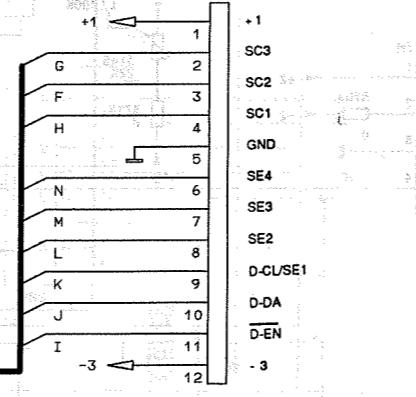 +1 1 +1
G 2 SC3
F 3 SC2
H 4 SC1
5 GND
N 6 SE4
M 7 SE3
L 8 SE2
K 9 D-CL/SE1
J 10 D-DA
I 11 D-EN
-3 12 -3